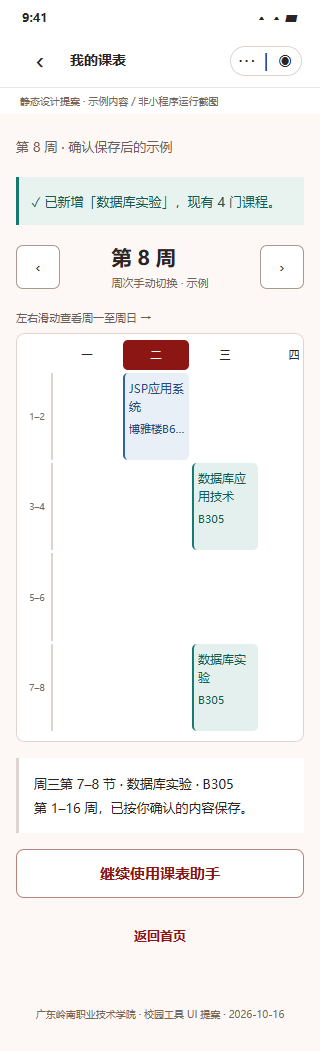 9:41
‹ 我的课表
静态设计提案 · 示例内容 / 非小程序运行截图
第 8 周 · 确认保存后的示例
✓ 已新增「数据库实验」，现有 4 门课程。
‹ 第 8 周 ›
周次手动切换 · 示例
左右滑动查看周一至周日 →
一 二 三 四
1–2
JSP应用系
统
博雅楼B6...
3–4
数据库应
用技术
B305
5–6
7–8
数据库实
验
B305
周三第 7–8 节 · 数据库实验 · B305
第 1–16 周，已按你确认的内容保存。
继续使用课表助手
返回首页
广东岭南职业技术学院 · 校园工具 UI 提案 · 2026-10-16